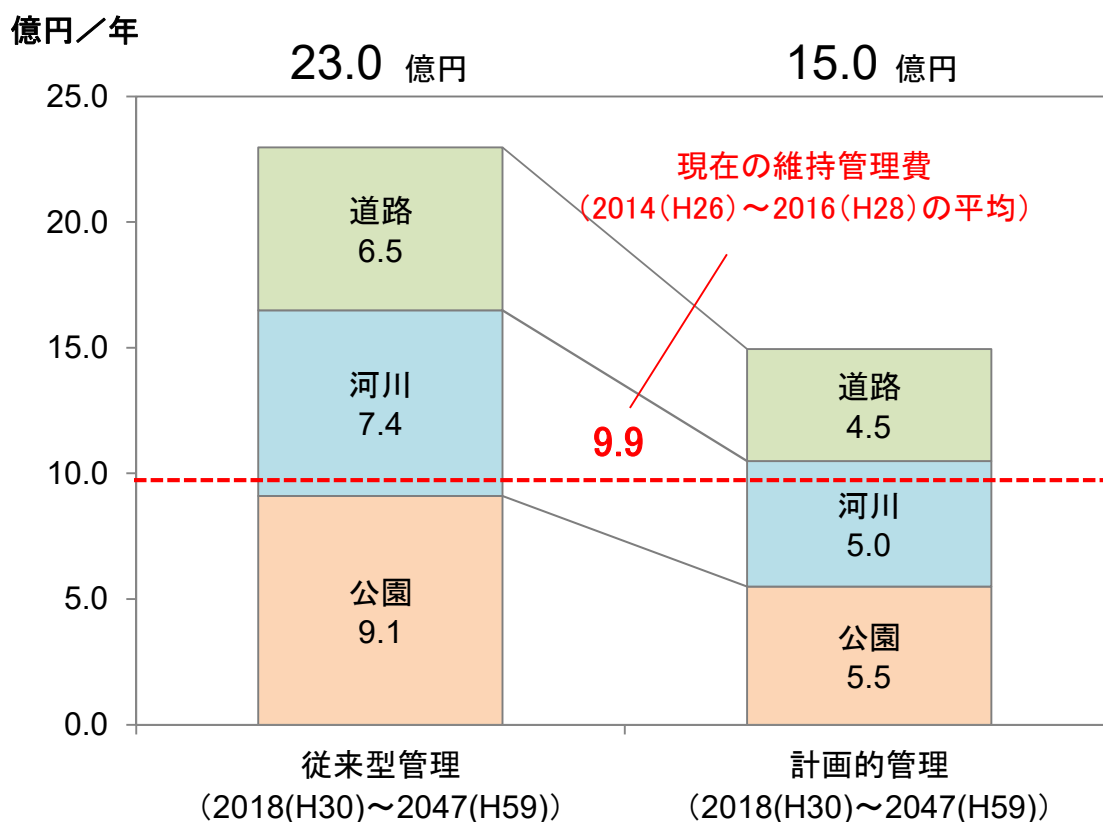 億円／年
23.0 億円
15.0 億円
25.0
20.0
15.0
10.0
5.0
0.0
現在の維持管理費
（2014(H26)～2016(H28)の平均）
9.9
道路
6.5
河川
7.4
公園
9.1
道路
4.5
河川
5.0
公園
5.5
従来型管理
（2018(H30)～2047(H59)）
計画的管理
（2018(H30)～2047(H59)）